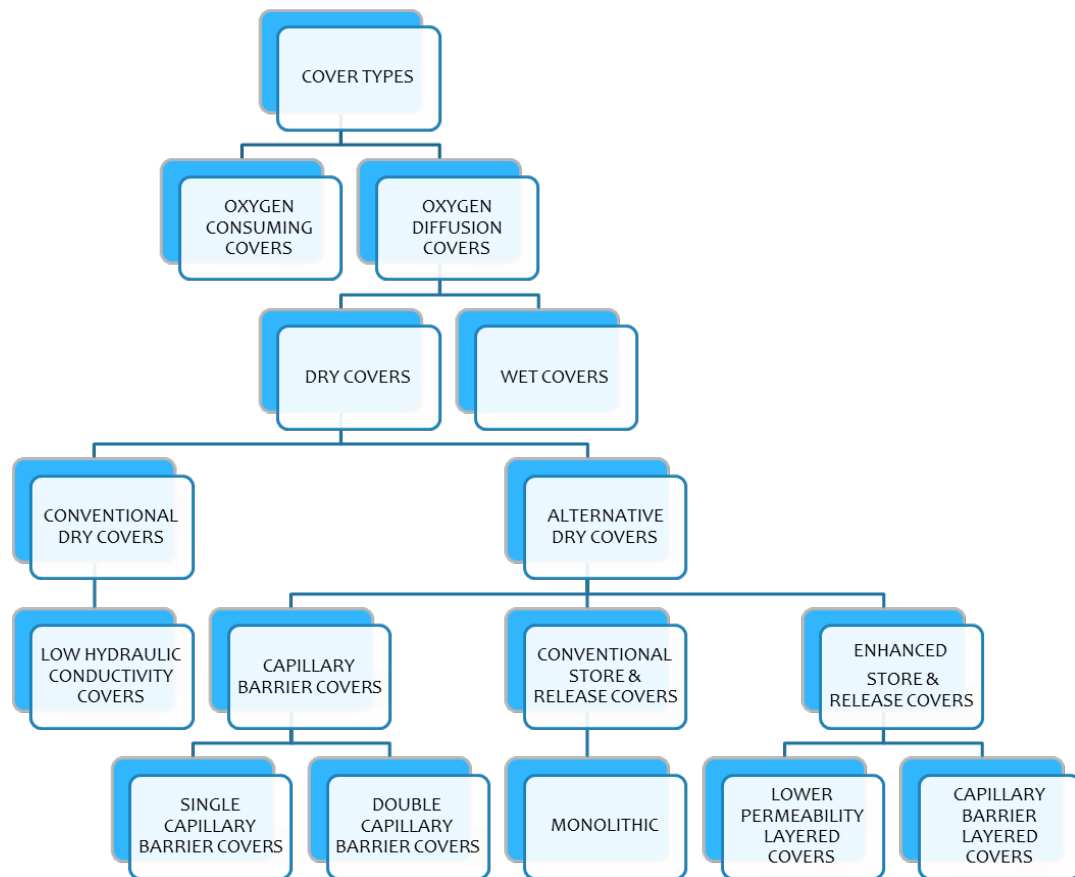 COVER TYPES
OXYGEN
CONSUMING
COVERS
OXYGEN
DIFFUSION
COVERS
DRY COVERS
WET COVERS
CONVENTIONAL
DRY COVERS
ALTERNATIVE
DRY COVERS
LOW HYDRAULIC
CONDUCTIVITY
COVERS
CAPILLARY
BARRIER COVERS
CONVENTIONAL
STORE &
RELEASE COVERS
ENHANCED
STORE &
RELEASE COVERS
SINGLE
CAPILLARY
BARRIER COVERS
DOUBLE
CAPILLARY
BARRIER COVERS
MONOLITHIC
LOWER
PERMEABILITY
LAYERED
COVERS
CAPILLARY
BARRIER
LAYERED
COVERS